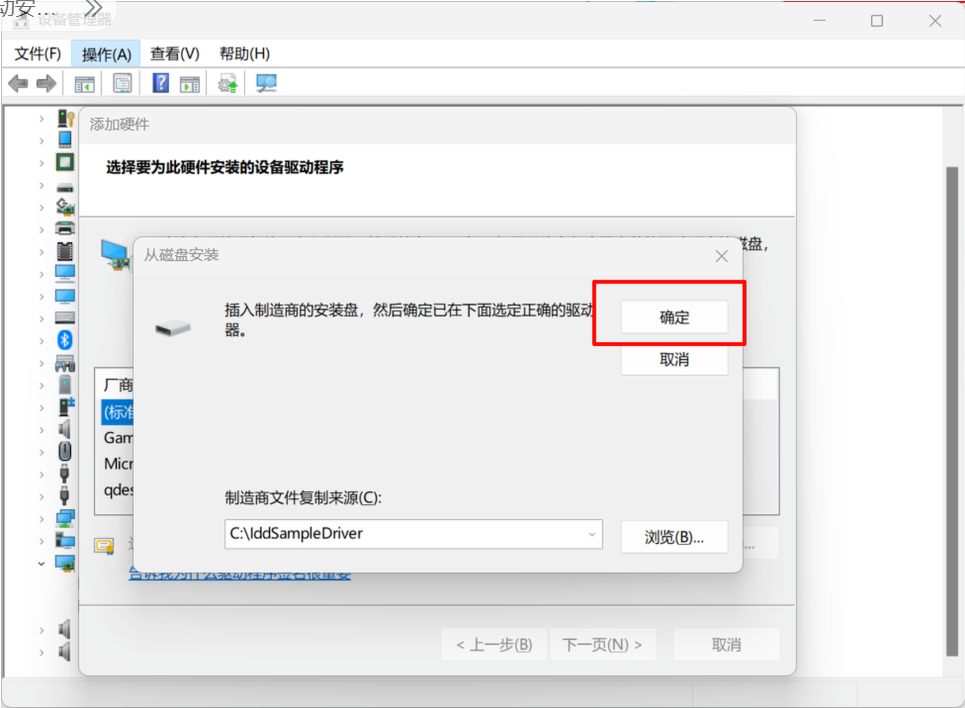 动安...
设备管理器
文件(F) 操作(A) 查看(V) 帮助(H)
添加硬件
选择要为此硬件安装的设备驱动程序
磁盘，
从磁盘安装
插入制造商的安装盘，然后确定已在下面选定正确的驱动
器。
确定
取消
厂商
(标准
Gam
Micr
qdes
制造商文件复制来源(C):
C:\IddSampleDriver
浏览(B)...
告诉我为什么驱动程序签名很重要
< 上一步(B) 下一页(N) > 取消